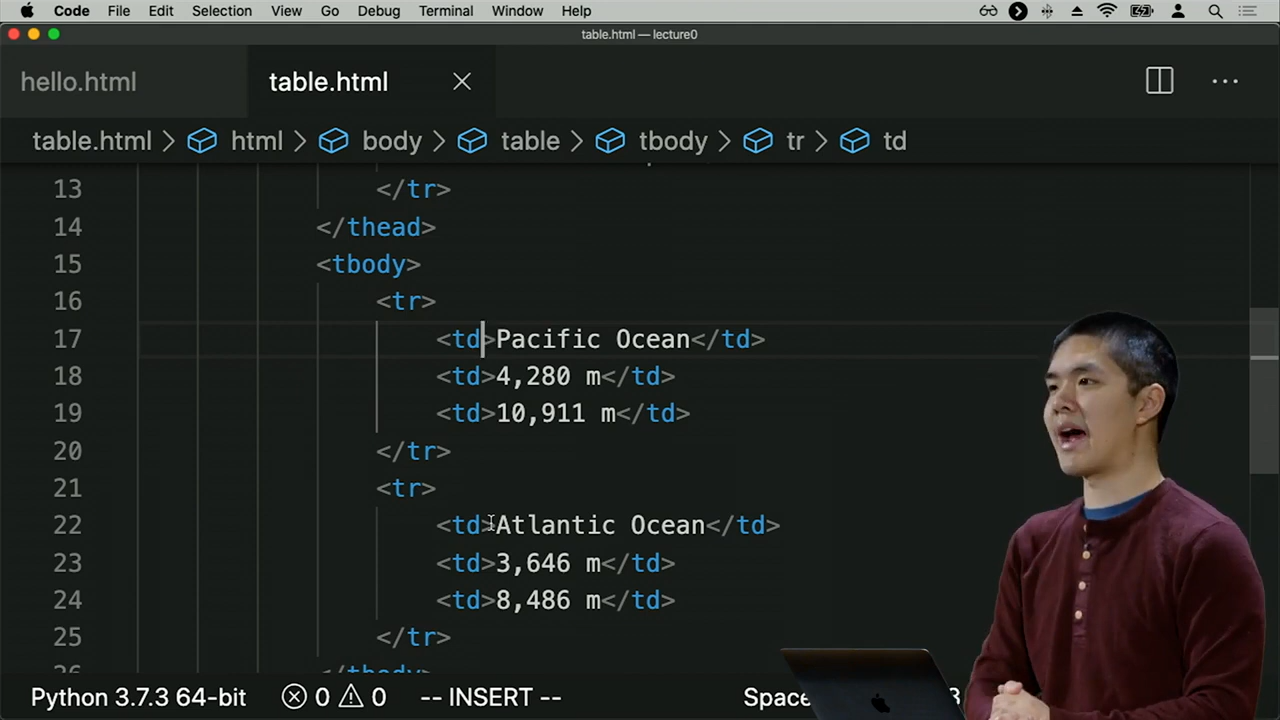 Code File Edit Selection View Go Debug Terminal Window Help
table.html — lecture0
hello.html table.html
table.html > html > body > table > tbody > tr > td
13 </tr>
14 </thead>
15 <tbody>
16 <tr>
17 <td>Pacific Ocean</td>
18 <td>4,280 m</td>
19 <td>10,911 m</td>
20 </tr>
21 <tr>
22 <td>Atlantic Ocean</td>
23 <td>3,646 m</td>
24 <td>8,486 m</td>
25 </tr>
26 </tbody>
Python 3.7.3 64-bit 0 0 -- INSERT --